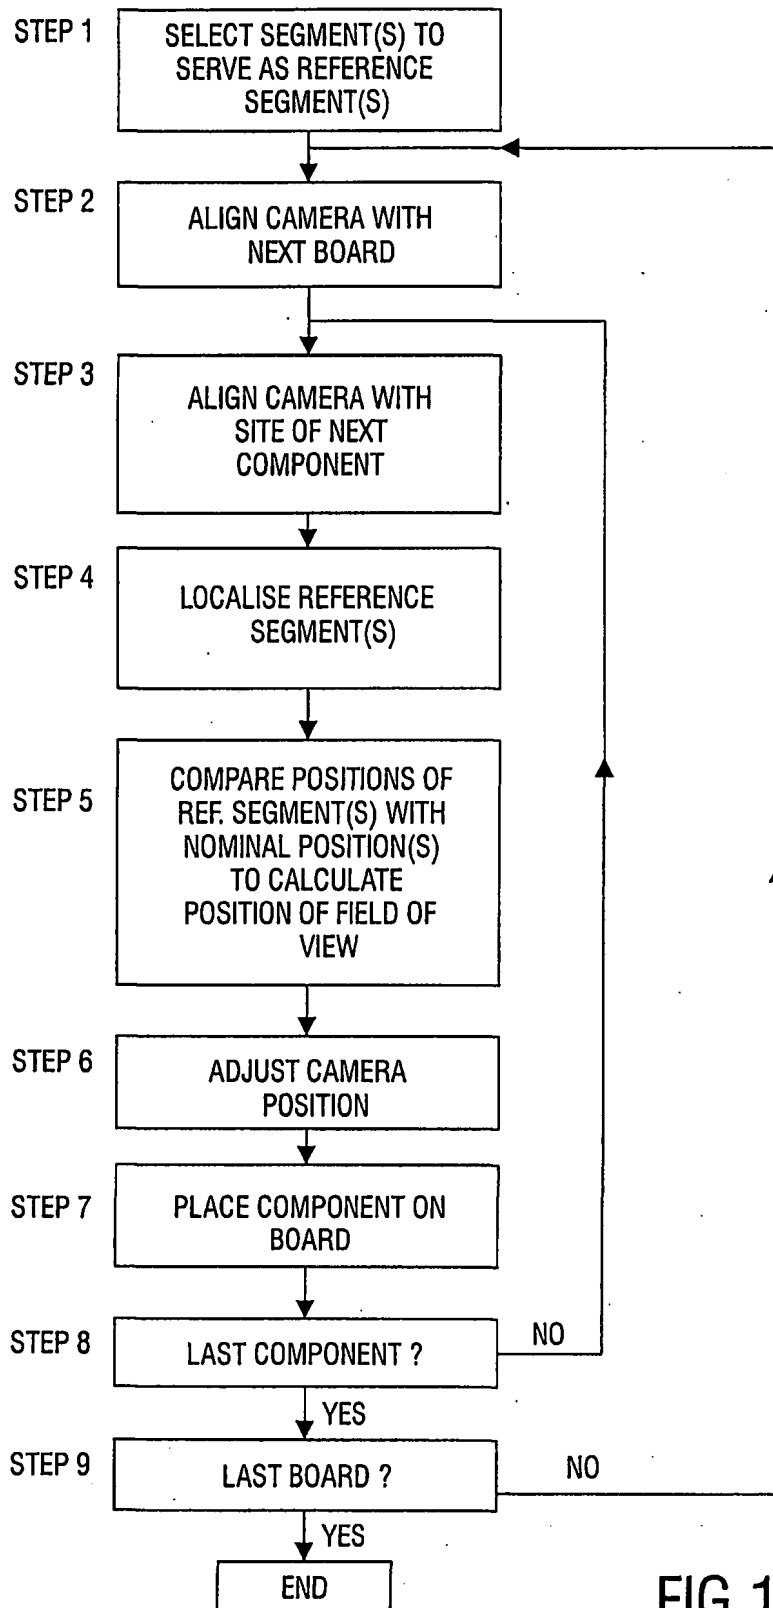 STEP 1
SELECT SEGMENT(S) TO
SERVE AS REFERENCE
SEGMENT(S)
STEP 2
ALIGN CAMERA WITH
NEXT BOARD
STEP 3
ALIGN CAMERA WITH
SITE OF NEXT
COMPONENT
STEP 4
LOCALISE REFERENCE
SEGMENT(S)
STEP 5
COMPARE POSITIONS OF
REF. SEGMENT(S) WITH
NOMINAL POSITION(S)
TO CALCULATE
POSITION OF FIELD OF
VIEW
STEP 6
ADJUST CAMERA
POSITION
STEP 7
PLACE COMPONENT ON
BOARD
STEP 8
LAST COMPONENT ?
NO
YES
STEP 9
LAST BOARD ?
NO
YES
END
FIG. 1